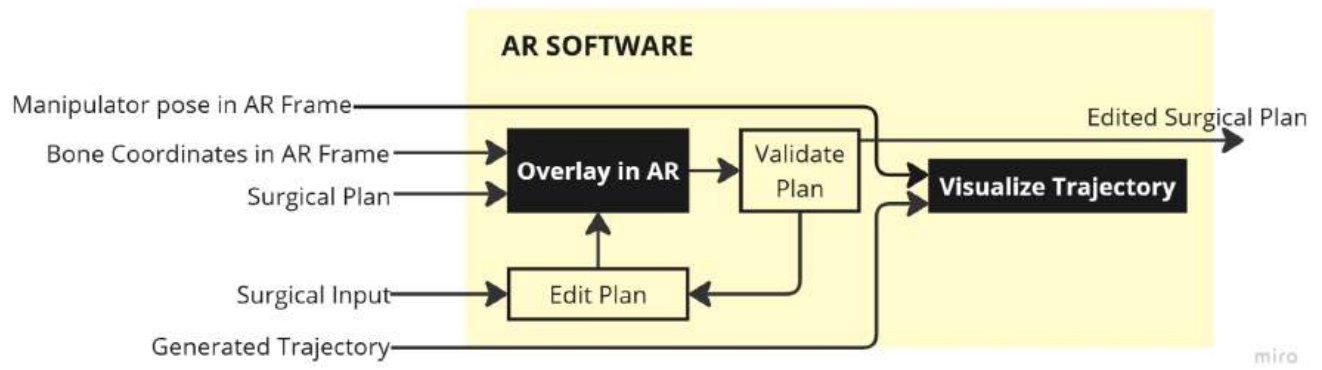 AR SOFTWARE
Manipulator pose in AR Frame
Edited Surgical Plan
Bone Coordinates in AR Frame
Overlay in AR
Validate
Plan
Visualize Trajectory
Surgical Plan
Surgical Input
Edit Plan
Generated Trajectory
miro